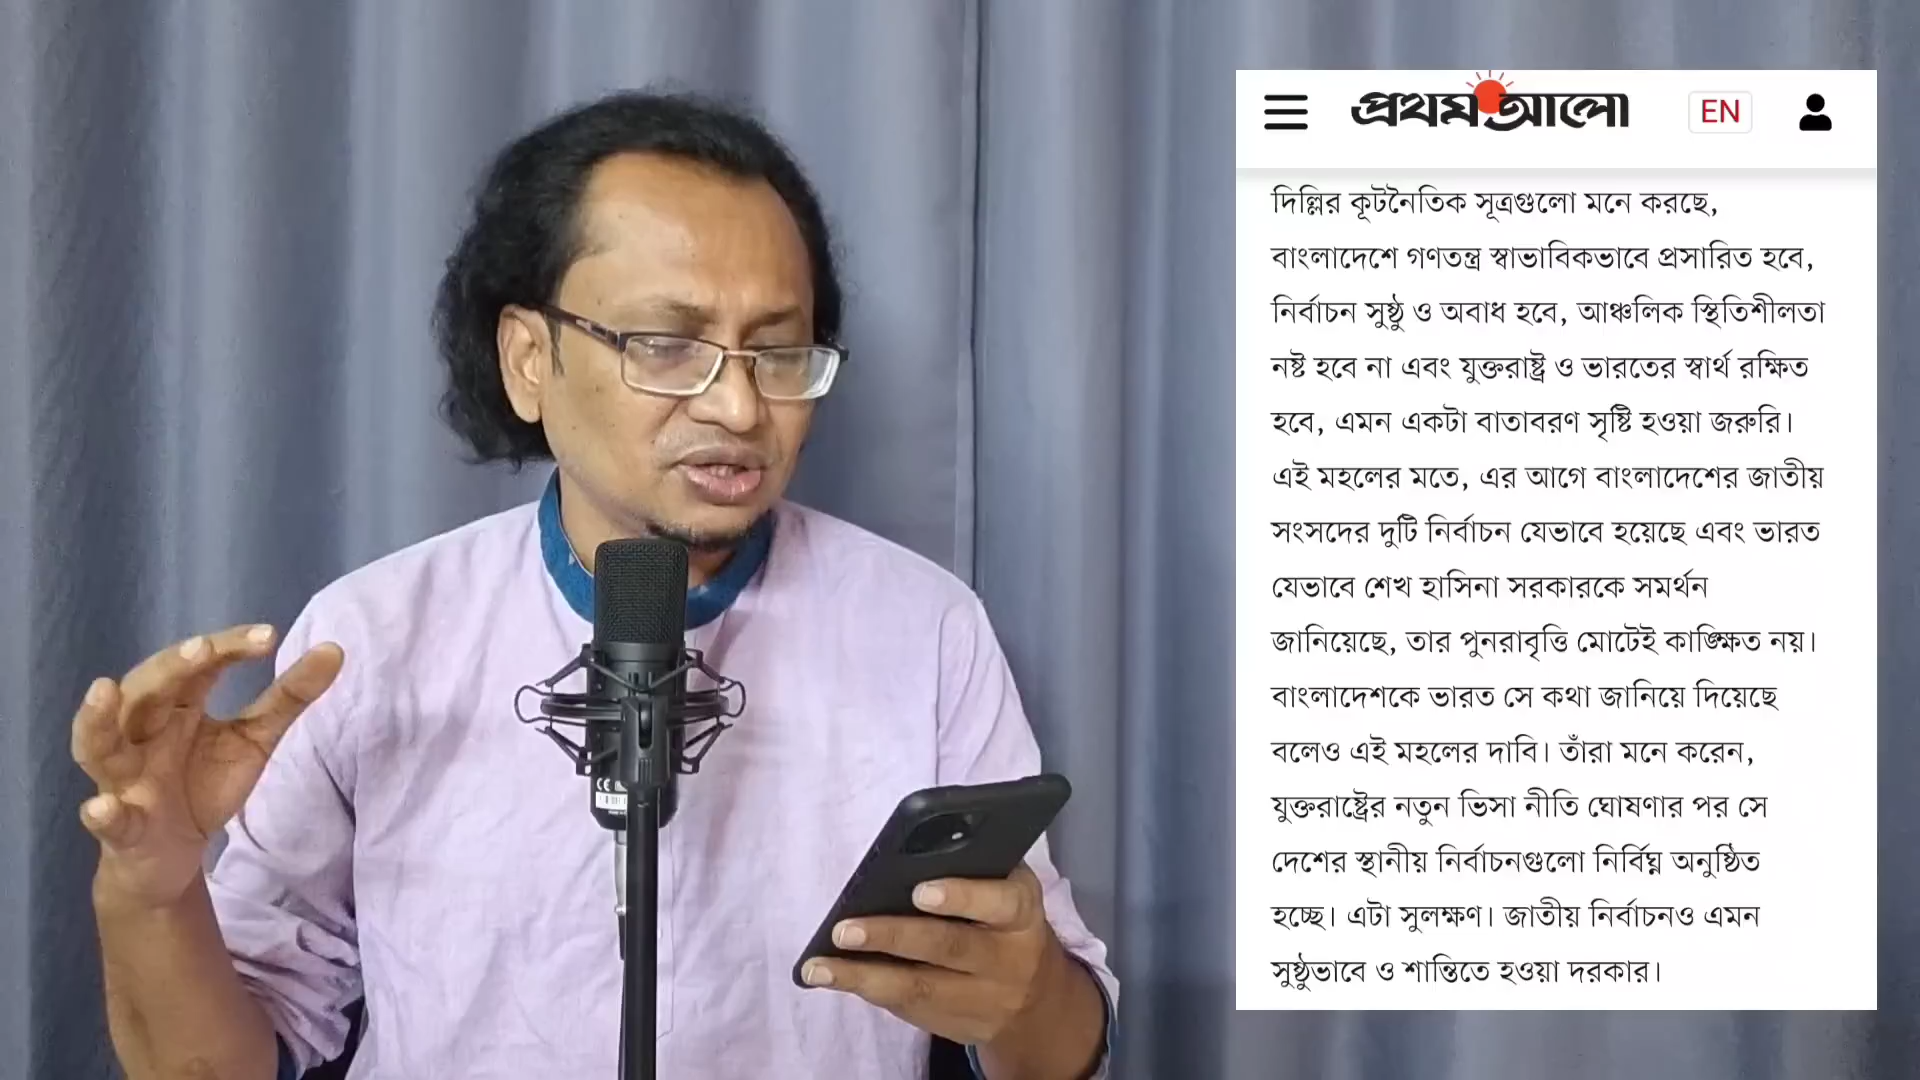 প্রথম আলো
EN
দিল্লির কূটনৈতিক সূত্রগুলো মনে করছে,
বাংলাদেশে গণতন্ত্র স্বাভাবিকভাবে প্রসারিত হবে,
নির্বাচন সুষ্ঠু ও অবাধ হবে, আঞ্চলিক স্থিতিশীলতা
নষ্ট হবে না এবং যুক্তরাষ্ট্র ও ভারতের স্বার্থ রক্ষিত
হবে, এমন একটা বাতাবরণ সৃষ্টি হওয়া জরুরি।
এই মহলের মতে, এর আগে বাংলাদেশের জাতীয়
সংসদের দুটি নির্বাচন যেভাবে হয়েছে এবং ভারত
যেভাবে শেখ হাসিনা সরকারকে সমর্থন
জানিয়েছে, তার পুনরাবৃত্তি মোটেই কাঙ্ক্ষিত নয়।
বাংলাদেশকে ভারত সে কথা জানিয়ে দিয়েছে
বলেও এই মহলের দাবি। তাঁরা মনে করেন,
যুক্তরাষ্ট্রের নতুন ভিসা নীতি ঘোষণার পর সে
দেশের স্থানীয় নির্বাচনগুলো নির্বিঘ্ন অনুষ্ঠিত
হচ্ছে। এটা সুলক্ষণ। জাতীয় নির্বাচনও এমন
সুষ্ঠুভাবে ও শান্তিতে হওয়া দরকার।
CE